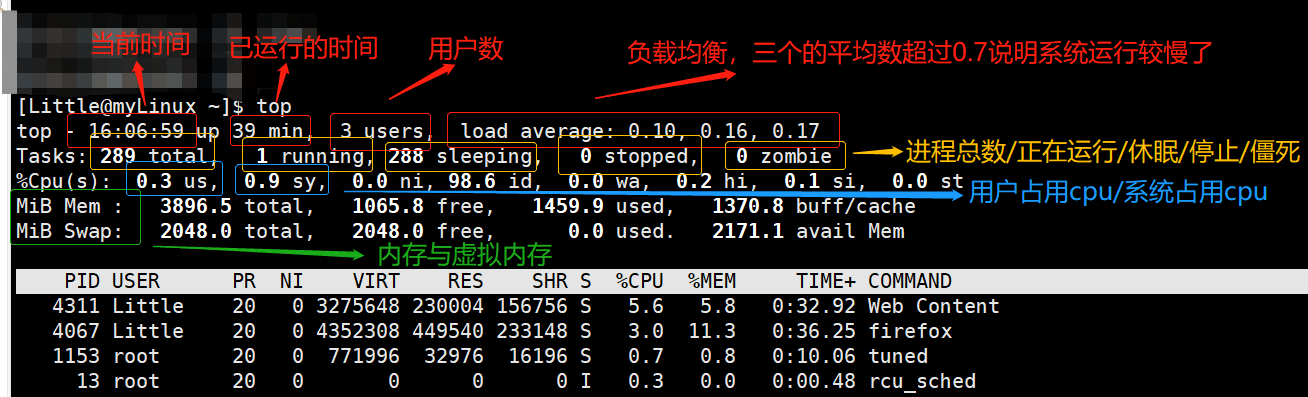 当前时间 已运行的时间 用户数 负载均衡，三个的平均数超过0.7说明系统运行较慢了
[Little@myLinux ~]$ top
top - 16:06:59 up 39 min, 3 users, load average: 0.10, 0.16, 0.17
Tasks: 289 total, 1 running, 288 sleeping, 0 stopped, 0 zombie 进程总数/正在运行/休眠/停止/僵死
%Cpu(s): 0.3 us, 0.9 sy, 0.0 ni, 98.6 id, 0.0 wa, 0.2 hi, 0.1 si, 0.0 st
用户占用cpu/系统占用cpu
MiB Mem : 3896.5 total, 1065.8 free, 1459.9 used, 1370.8 buff/cache
MiB Swap: 2048.0 total, 2048.0 free, 0.0 used. 2171.1 avail Mem
内存与虚拟内存
PID USER PR NI VIRT RES SHR S %CPU %MEM TIME+ COMMAND
4311 Little 20 0 3275648 230004 156756 S 5.6 5.8 0:32.92 Web Content
4067 Little 20 0 4352308 449540 233148 S 3.0 11.3 0:36.25 firefox
1153 root 20 0 771996 32976 16196 S 0.7 0.8 0:10.06 tuned
13 root 20 0 0 0 0 I 0.3 0.0 0:00.48 rcu_sched